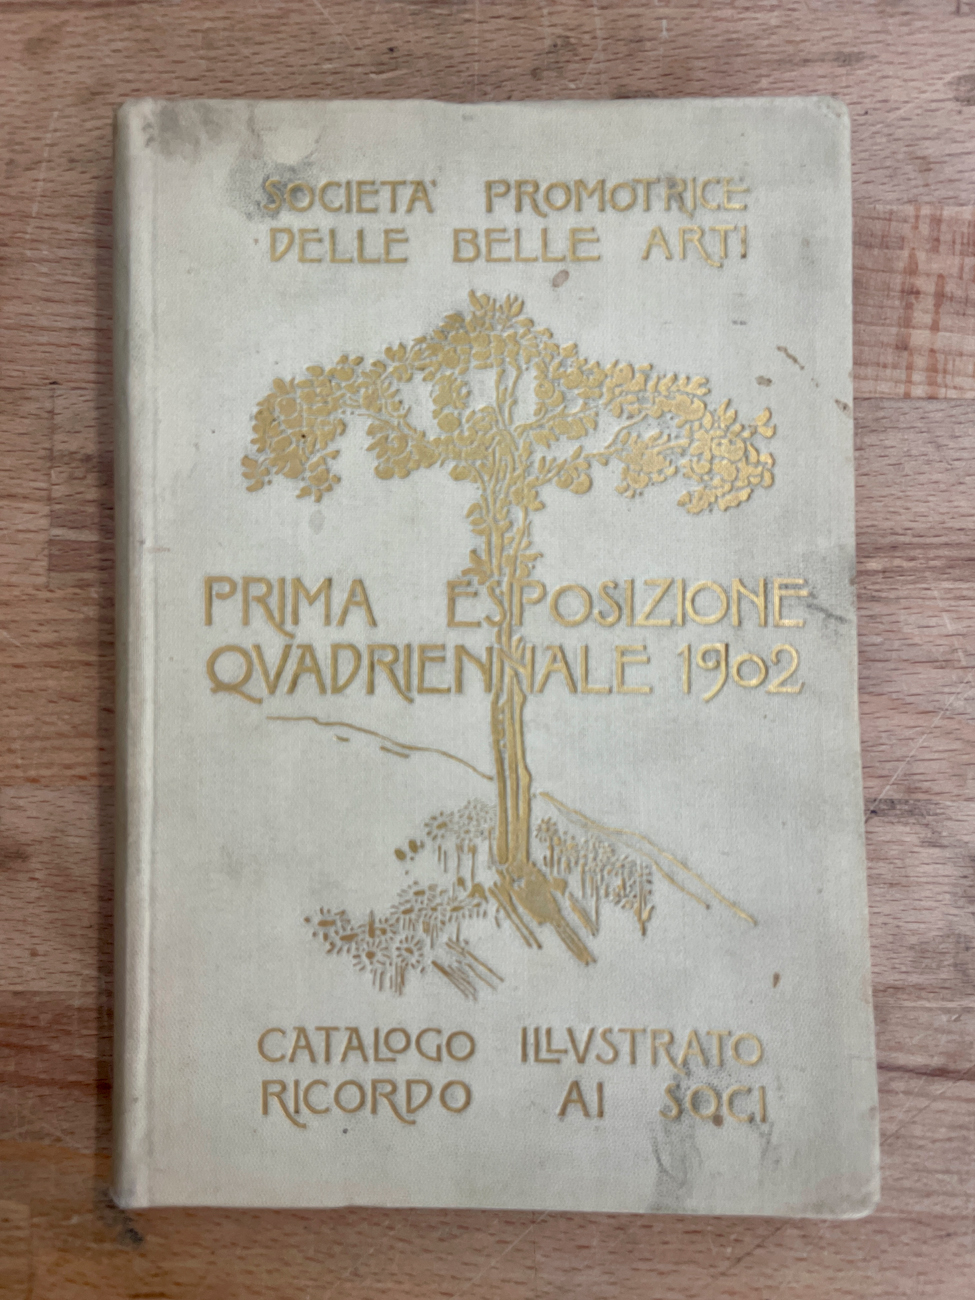 SOCIETA' PROMOTRICE
DELLE BELLE ARTI
PRIMA ESPOSIZIONE
QVADRIENNALE 1902
CATALOGO ILLVSTRATO
RICORDO AI SOCI